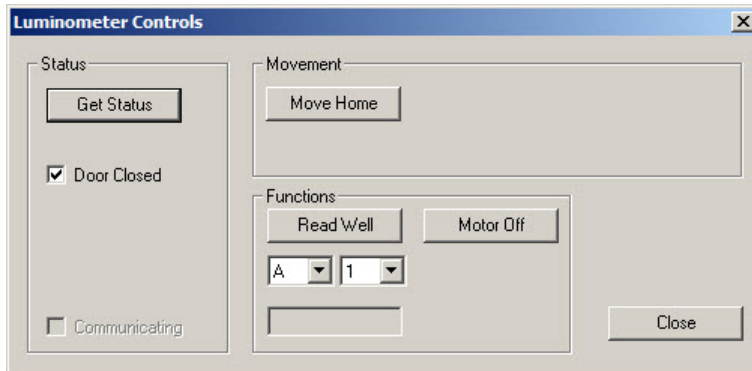 Luminometer Controls
Status
Get Status
Door Closed
Communicating
Movement
Move Home
Functions
Read Well
Motor Off
A
1
Close